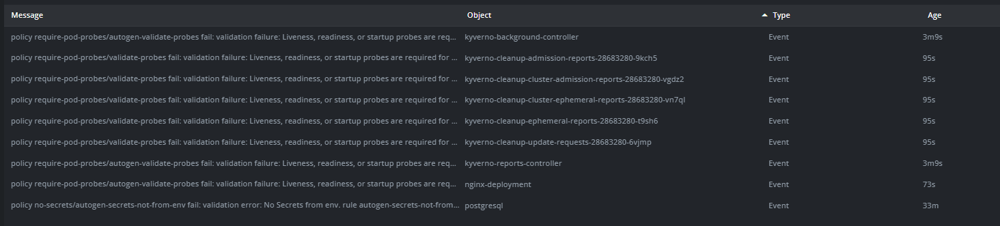 Message Object Type Age
policy require-pod-probes/autogen-validate-probes fail: validation failure: Liveness, readiness, or startup probes are req... kyverno-background-controller Event 3m9s
policy require-pod-probes/validate-probes fail: validation failure: Liveness, readiness, or startup probes are required for ... kyverno-cleanup-admission-reports-28683280-9kch5 Event 95s
policy require-pod-probes/validate-probes fail: validation failure: Liveness, readiness, or startup probes are required for ... kyverno-cleanup-cluster-admission-reports-28683280-vgdz2 Event 95s
policy require-pod-probes/validate-probes fail: validation failure: Liveness, readiness, or startup probes are required for ... kyverno-cleanup-cluster-ephemeral-reports-28683280-vn7ql Event 95s
policy require-pod-probes/validate-probes fail: validation failure: Liveness, readiness, or startup probes are required for ... kyverno-cleanup-ephemeral-reports-28683280-t9sh6 Event 95s
policy require-pod-probes/validate-probes fail: validation failure: Liveness, readiness, or startup probes are required for ... kyverno-cleanup-update-requests-28683280-6vjmp Event 95s
policy require-pod-probes/autogen-validate-probes fail: validation failure: Liveness, readiness, or startup probes are req... kyverno-reports-controller Event 3m9s
policy require-pod-probes/autogen-validate-probes fail: validation failure: Liveness, readiness, or startup probes are req... nginx-deployment Event 73s
policy no-secrets/autogen-secrets-not-from-env fail: validation error: No Secrets from env. rule autogen-secrets-not-from... postgresql Event 33m